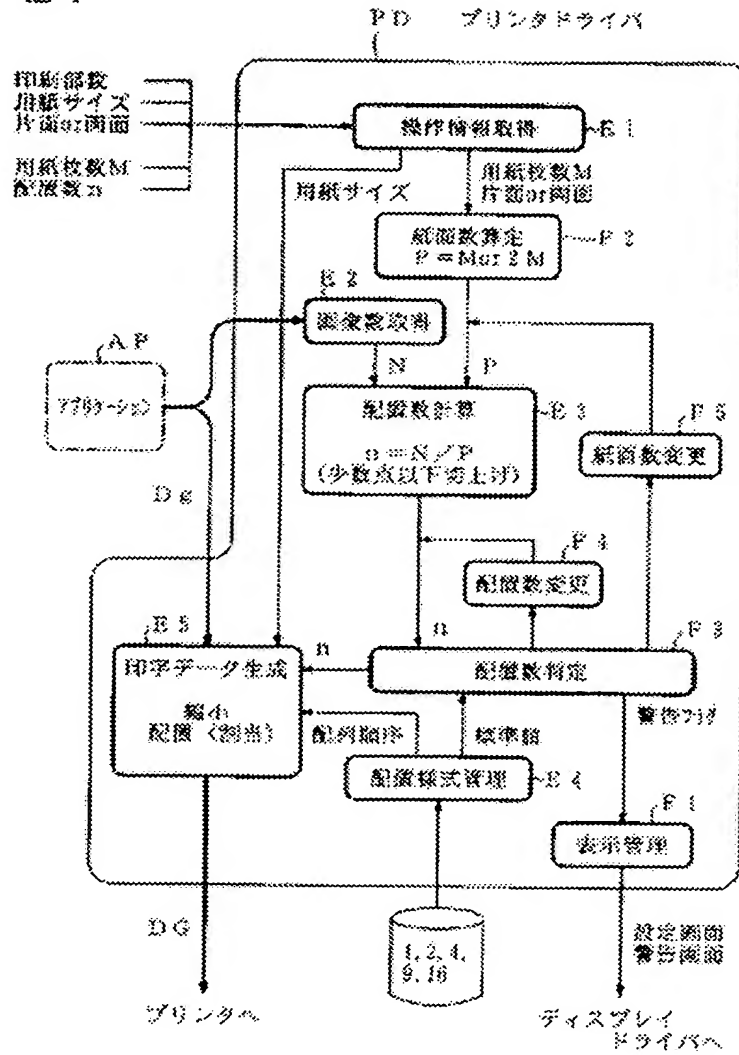 PD プリンタドライバ
印刷部数
用紙サイズ
片面or両面
用紙枚数M
配置数n
操作情報取得
E1
用紙サイズ
用紙枚数M
片面or両面
紙面数算定
P=Mor2M
F2
E2
画像数取得
AP
アプリケーション
N
P
配置数計算
n=N/P
(少数点以下切上げ)
E3
F5
紙面数変更
Dg
F4
配置数変更
E5
n
n
F3
印字データ生成
縮小
配置(割当)
配置数判定
配列順序
標準値
警告フラグ
配置様式管理
E4
F1
表示管理
DG
1,2,4,
9,16
設定画面
警告画面
プリンタへ
ディスプレイ
ドライバへ